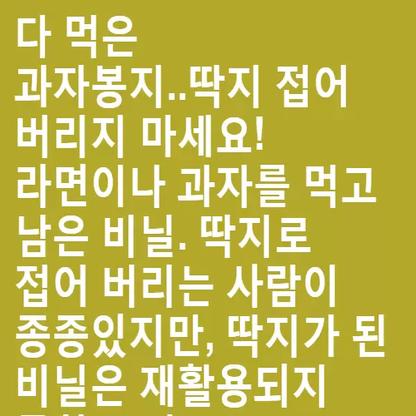 다 먹은
과자봉지..딱지 접어
버리지 마세요!
라면이나 과자를 먹고
남은 비닐. 딱지로
접어 버리는 사람이
종종있지만, 딱지가 된
비닐은 재활용되지